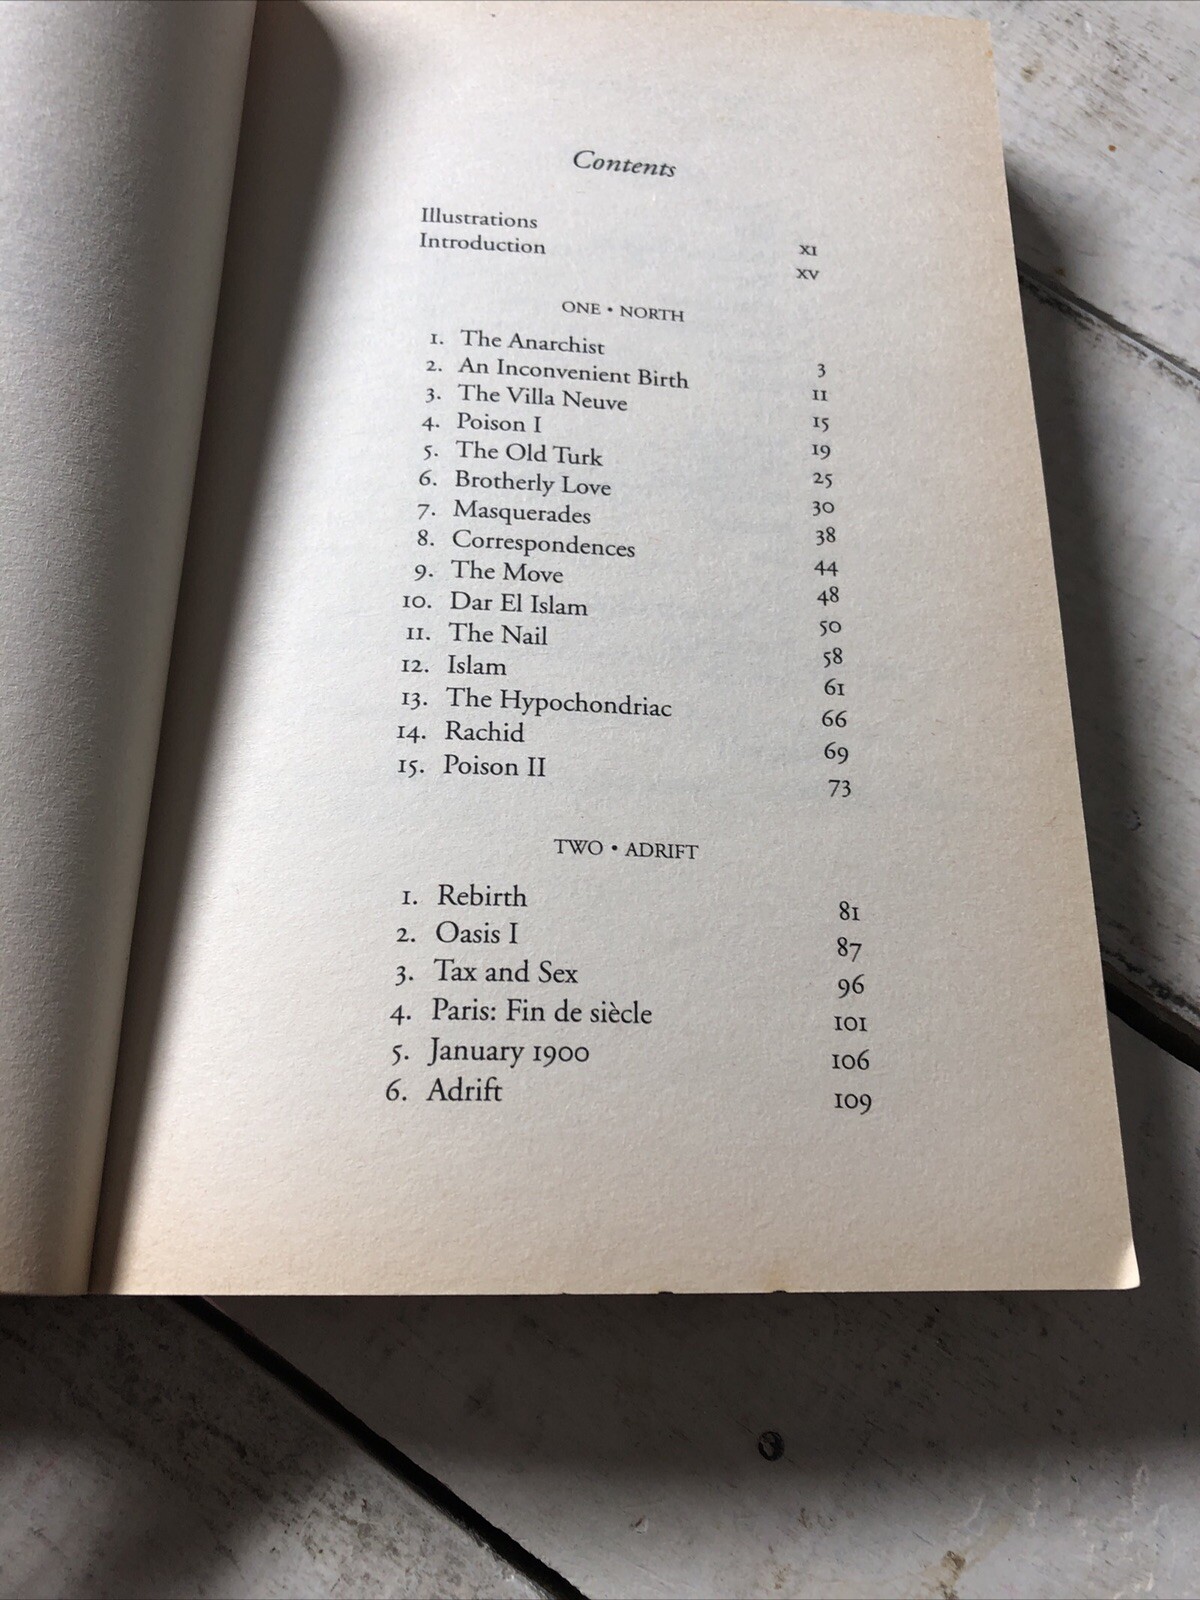 Contents
Illustrations xi
Introduction xv
ONE • NORTH
1. The Anarchist 3
2. An Inconvenient Birth 11
3. The Villa Neuve 15
4. Poison I 19
5. The Old Turk 25
6. Brotherly Love 30
7. Masquerades 38
8. Correspondences 44
9. The Move 48
10. Dar El Islam 50
11. The Nail 58
12. Islam 61
13. The Hypochondriac 66
14. Rachid 69
15. Poison II 73
TWO • ADRIFT
1. Rebirth 81
2. Oasis I 87
3. Tax and Sex 96
4. Paris: Fin de siècle 101
5. January 1900 106
6. Adrift 109